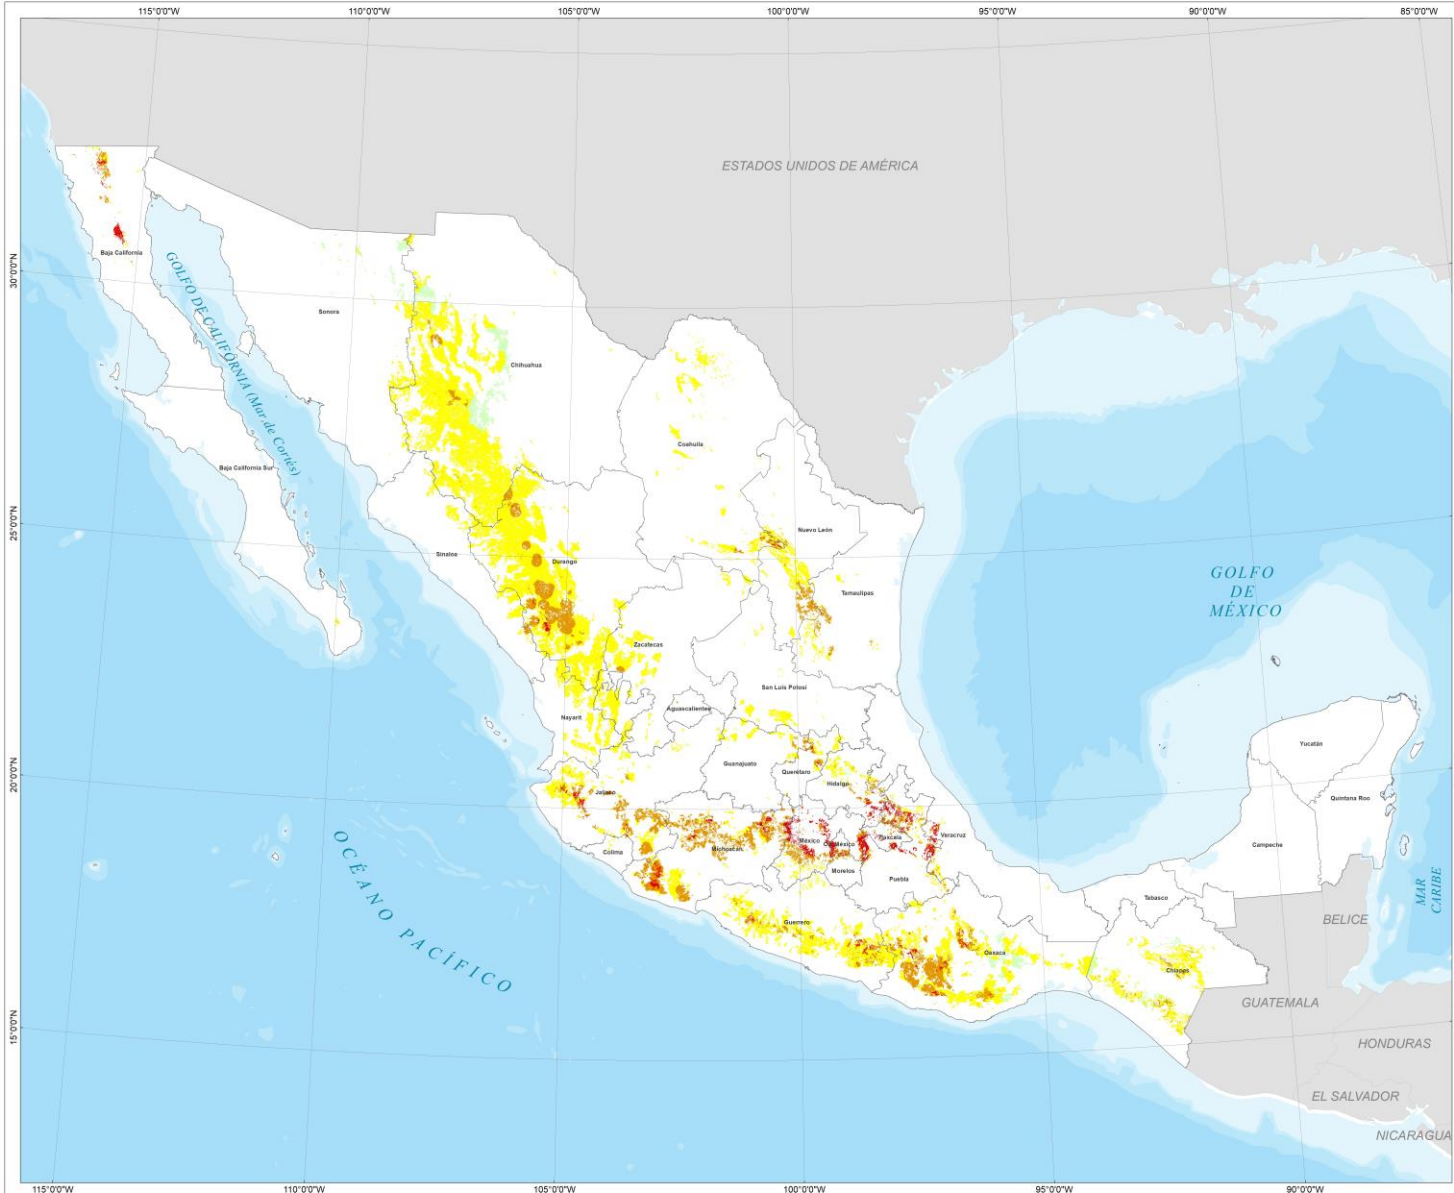 115°0'0"W
110°0'0"W
105°0'0"W
100°0'0"W
95°0'0"W
90°0'0"W
85°0'0"W
ESTADOS UNIDOS DE AMÉRICA
Baja California
30°0'0"N
GOLFO DE CALIFÓRNIA (Mar de Cortés)
Sonora
Chihuahua
Coahuila
Baja California Sur
25°0'0"N
Nuevo León
Sinaloa
Durango
Tamaulipas
GOLFO
DE
MÉXICO
Zacatecas
San Luis Potosí
Aguascalientes
Nayarit
Yucatán
20°0'0"N
Guanajuato
Querétaro
Hidalgo
Jalisco
Quintana Roo
Veracruz
Tlaxcala
México
México
Campeche
Colima
Michoacán
Morelos
Puebla
Tabasco
MAR
CARIBE
BELICE
Guerrero
OCÉANO PACÍFICO
Oaxaca
Chiapas
GUATEMALA
15°0'0"N
HONDURAS
EL SALVADOR
NICARAGUA
115°0'0"W
110°0'0"W
105°0'0"W
100°0'0"W
95°0'0"W
90°0'0"W